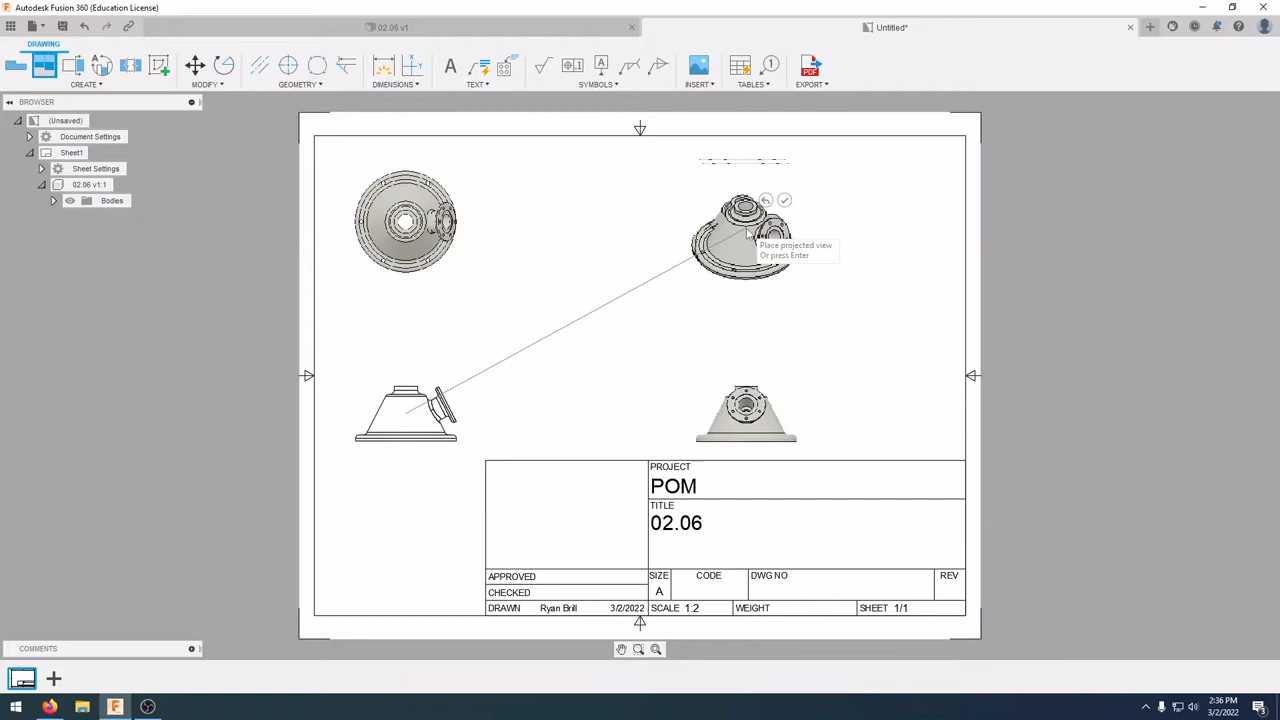 Autodesk Fusion 360 (Education License)
02.06 v1
Untitled*
DRAWING
CREATE
MODIFY
GEOMETRY
DIMENSIONS
TEXT
SYMBOLS
INSERT
TABLES
PDF
EXPORT
BROWSER
(Unsaved)
Document Settings
Sheet1
Sheet Settings
02.06 v1:1
Bodies
Place projected view
Or press Enter
PROJECT
POM
TITLE
02.06
APPROVED
CHECKED
DRAWN Ryan Brill 3/2/2022
SIZE CODE DWG NO REV
A
SCALE 1:2 WEIGHT SHEET 1/1
COMMENTS
2:36 PM
3/2/2022